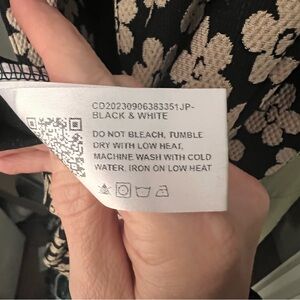 CD20230906383351JP-
BLACK & WHITE
DO NOT BLEACH, TUMBLE
DRY WITH LOW HEAT,
MACHINE WASH WITH COLD
WATER, IRON ON LOW HEAT